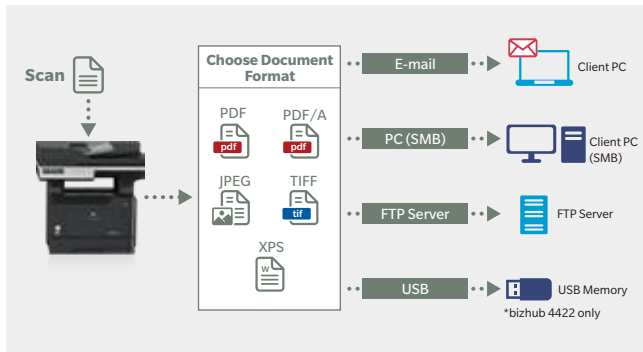 Scan
Choose Document
Format
PDF
PDF/A
pdf
pdf
JPEG
TIFF
tif
XPS
W
E-mail
Client PC
PC (SMB)
Client PC
(SMB)
FTP Server
FTP Server
USB
USB Memory
*bizhub 4422 only